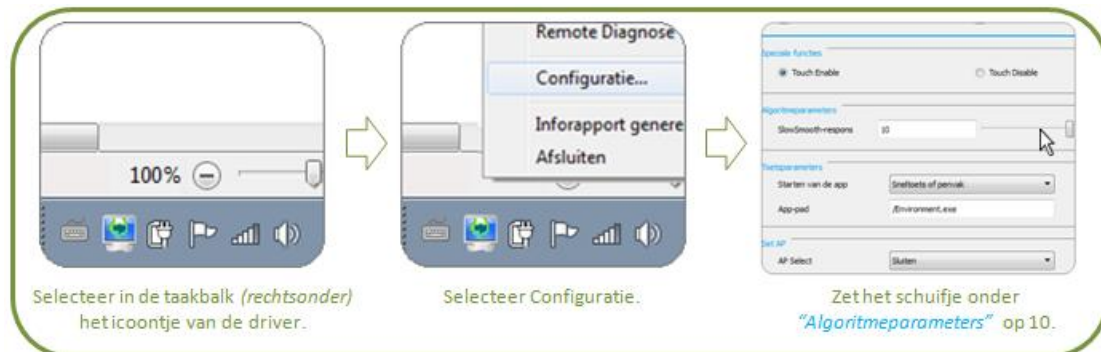 Remote Diagnose
Configuratie...
Inforapport genere
Afsluiten
100%
Speciale functies
Touch Enable
Touch Disable
Algoritmeparameters
SlowSmooth-respons 10
Toetsparameters
Starten van de app Sneltoets of penvak
App-pad /Environment.exe
Set AP
AP Select Sluiten
Selecteer in de taakbalk (rechtsonder)
het icoontje van de driver.
Selecteer Configuratie.
Zet het schuifje onder
"Algoritmeparameters" op 10.